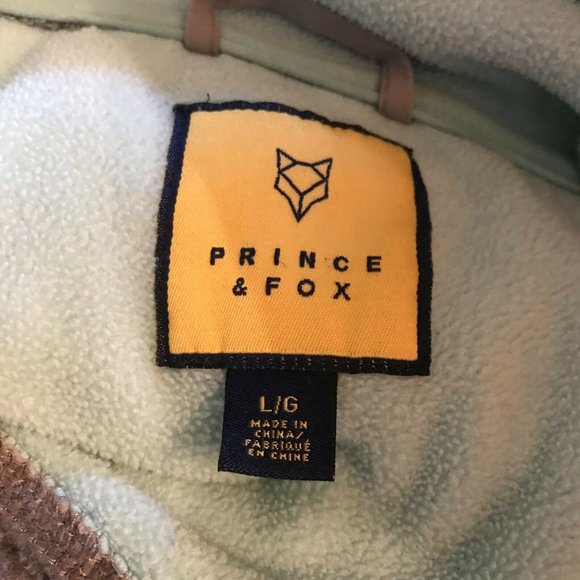 PRINCE
& FOX
L/G
MADE IN
CHINA/
FABRIQUÉ
EN CHINE